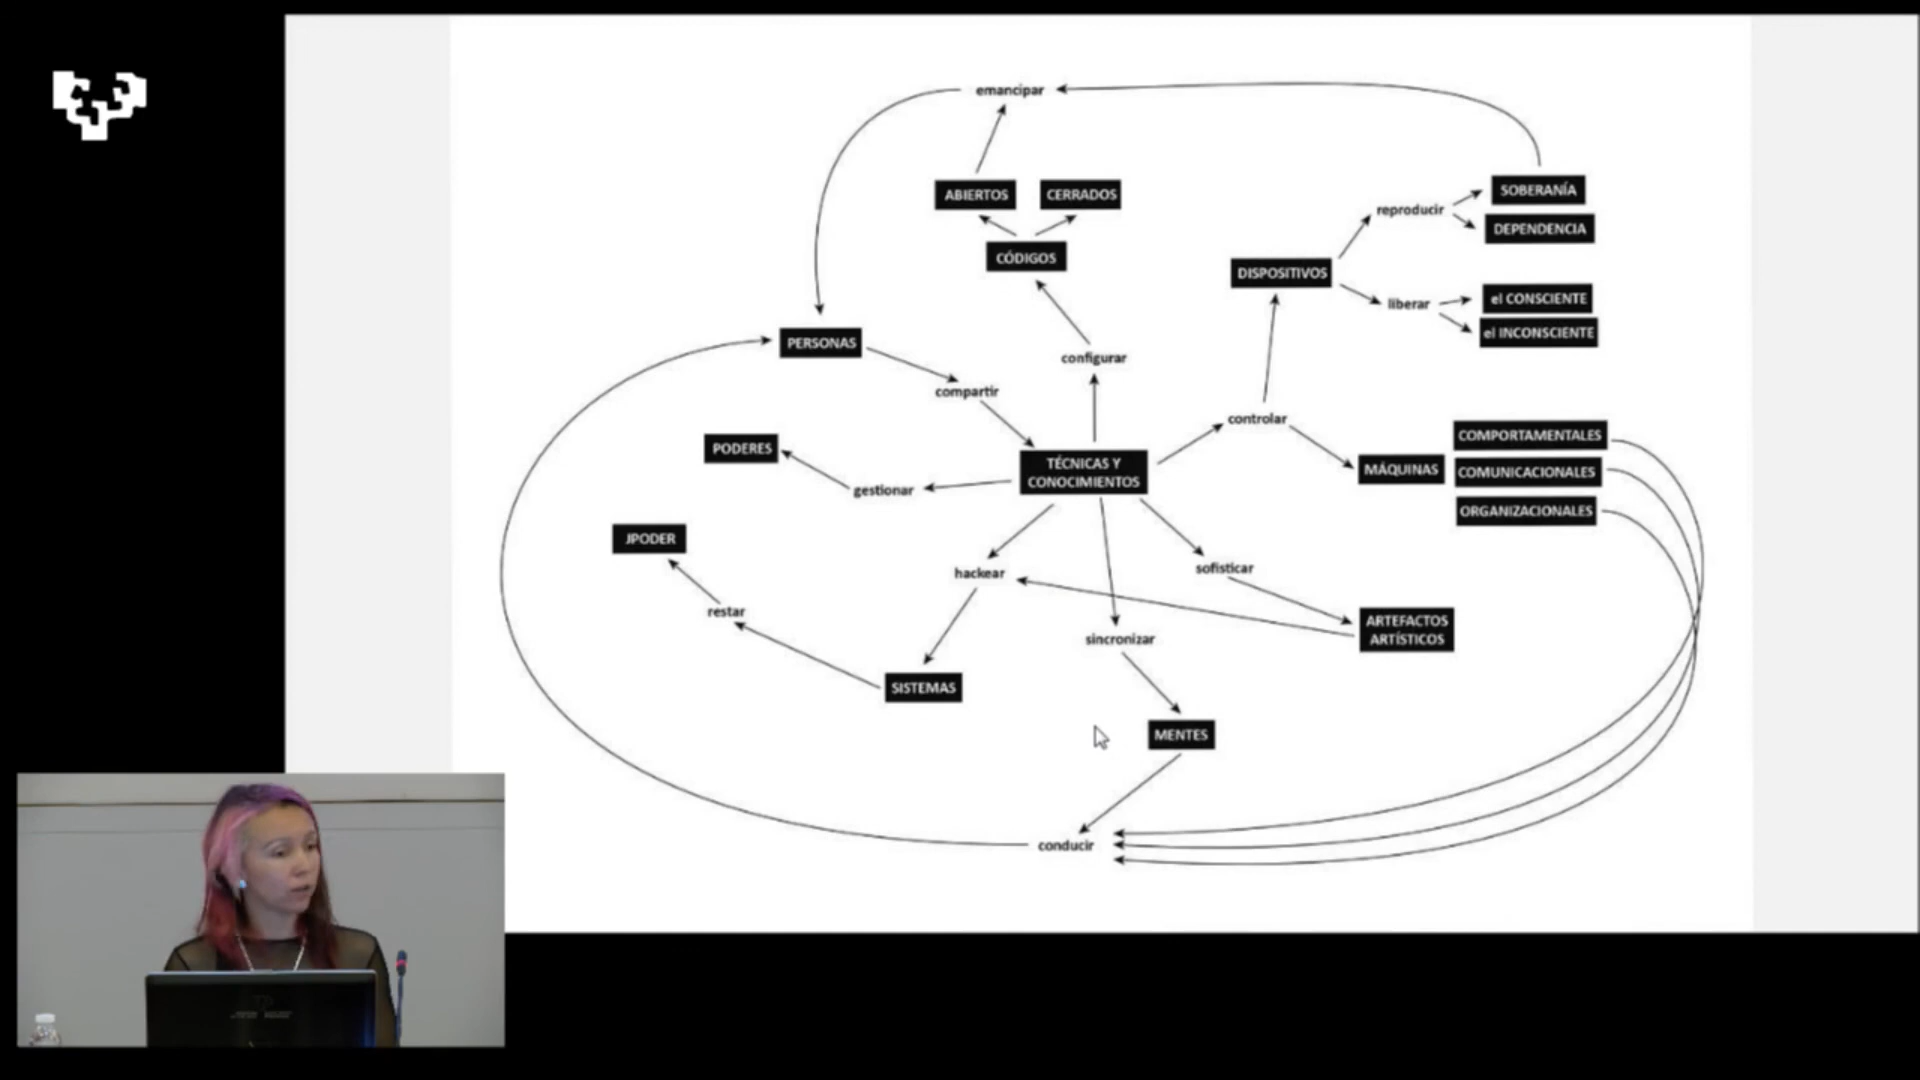 emancipar
ABIERTOS
CERRADOS
SOBERANÍA
reproducir
DEPENDENCIA
CÓDIGOS
DISPOSITIVOS
el CONSCIENTE
liberar
el INCONSCIENTE
PERSONAS
configurar
compartir
controlar
COMPORTAMENTALES
PODERES
TÉCNICAS Y
CONOCIMIENTOS
MÁQUINAS
COMUNICACIONALES
gestionar
ORGANIZACIONALES
JPODER
hackear
sofisticar
restar
ARTEFACTOS
ARTÍSTICOS
sincronizar
SISTEMAS
MENTES
conducir